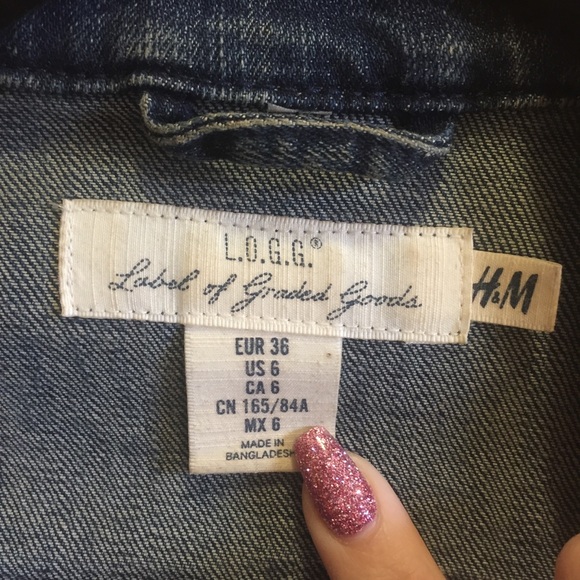 L.O.G.G.®
Label of Graded Goods
H&M
EUR 36
US 6
CA 6
CN 165/84A
MX 6
MADE IN
BANGLADESH